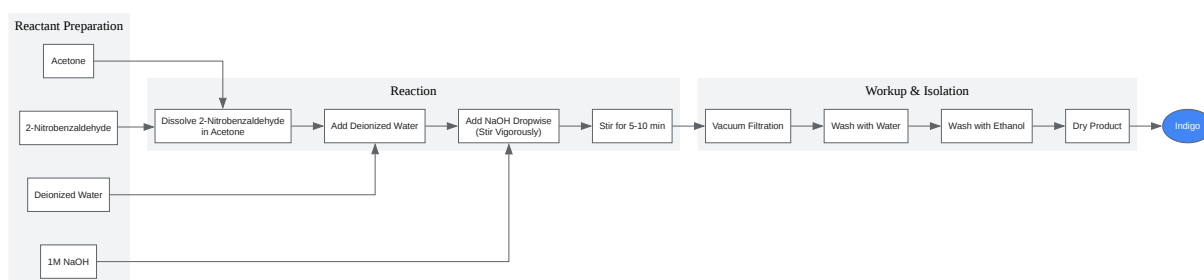 Reactant Preparation
Acetone
2-Nitrobenzaldehyde
Deionized Water
1M NaOH
Reaction
Dissolve 2-Nitrobenzaldehyde
in Acetone
Add Deionized Water
Add NaOH Dropwise
(Stir Vigorously)
Stir for 5-10 min
Workup & Isolation
Vacuum Filtration
Wash with Water
Wash with Ethanol
Dry Product
Indigo